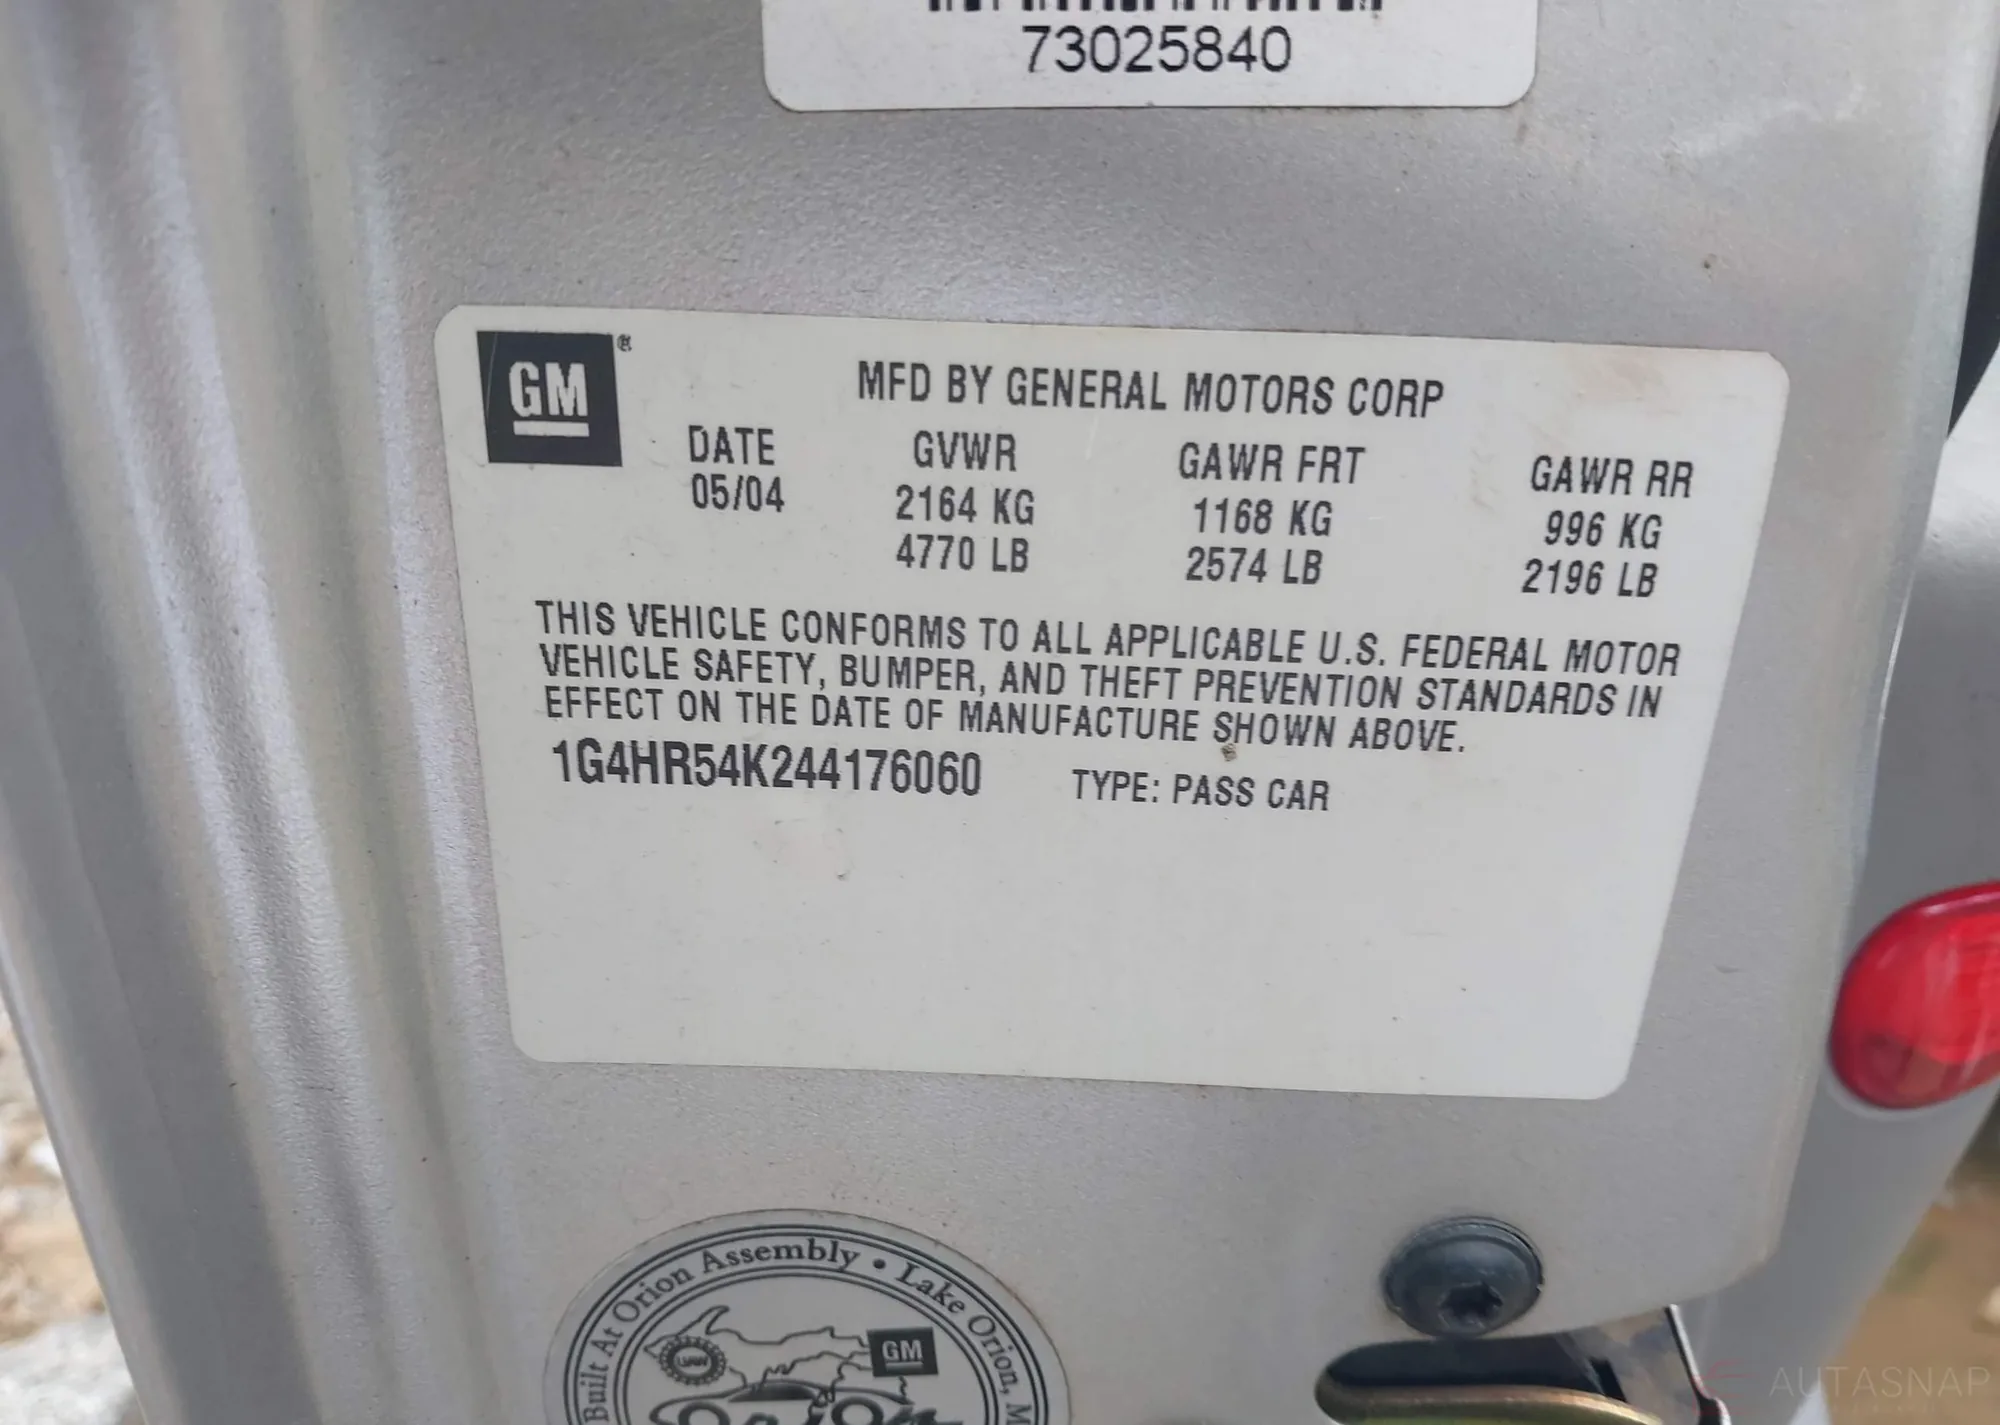 73025840
GM®
MFD BY GENERAL MOTORS CORP
DATE GVWR GAWR FRT GAWR RR
05/04 2164 KG 1168 KG 996 KG
4770 LB 2574 LB 2196 LB
THIS VEHICLE CONFORMS TO ALL APPLICABLE U.S. FEDERAL MOTOR
VEHICLE SAFETY, BUMPER, AND THEFT PREVENTION STANDARDS IN
EFFECT ON THE DATE OF MANUFACTURE SHOWN ABOVE.
1G4HR54K244176060 TYPE: PASS CAR
Built At Orion Assembly • Lake Orion,
UAW
GM
AUTASNAP